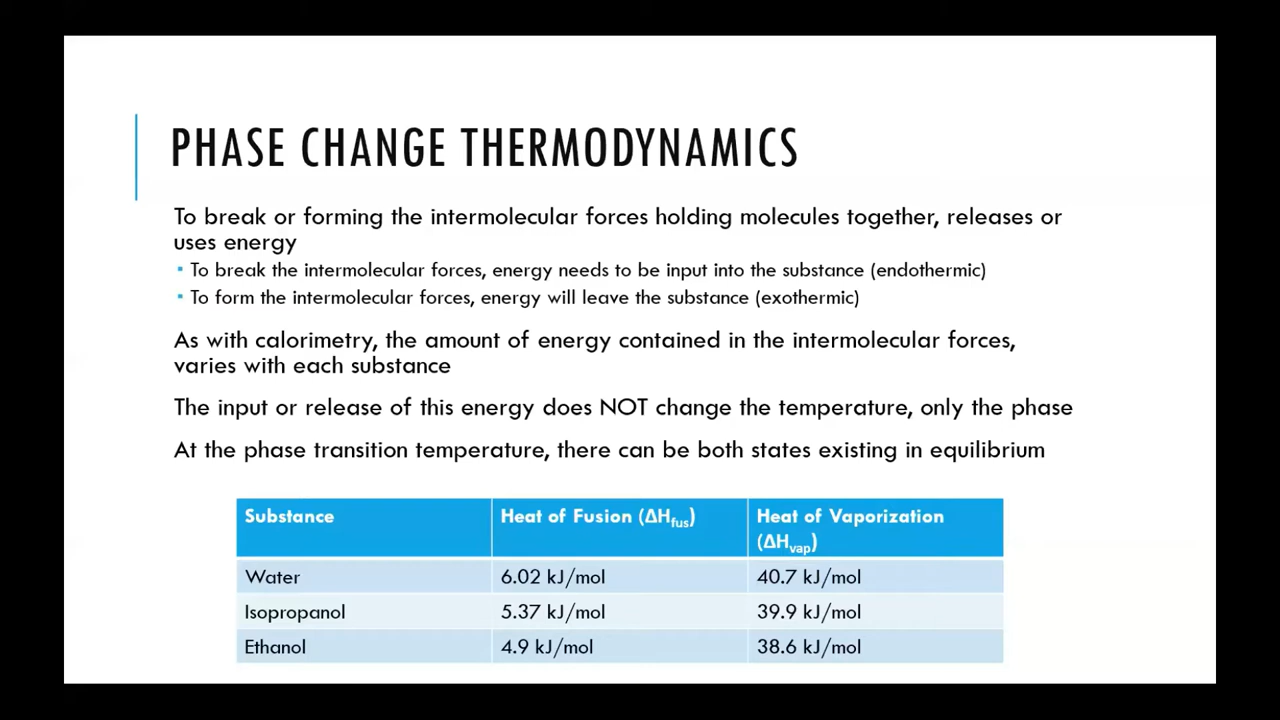 PHASE CHANGE THERMODYNAMICS
To break or forming the intermolecular forces holding molecules together, releases or
uses energy
▪ To break the intermolecular forces, energy needs to be input into the substance (endothermic)
▪ To form the intermolecular forces, energy will leave the substance (exothermic)
As with calorimetry, the amount of energy contained in the intermolecular forces,
varies with each substance
The input or release of this energy does NOT change the temperature, only the phase
At the phase transition temperature, there can be both states existing in equilibrium
Substance Heat of Fusion (ΔHfus) Heat of Vaporization
(ΔHvap)
Water 6.02 kJ/mol 40.7 kJ/mol
Isopropanol 5.37 kJ/mol 39.9 kJ/mol
Ethanol 4.9 kJ/mol 38.6 kJ/mol